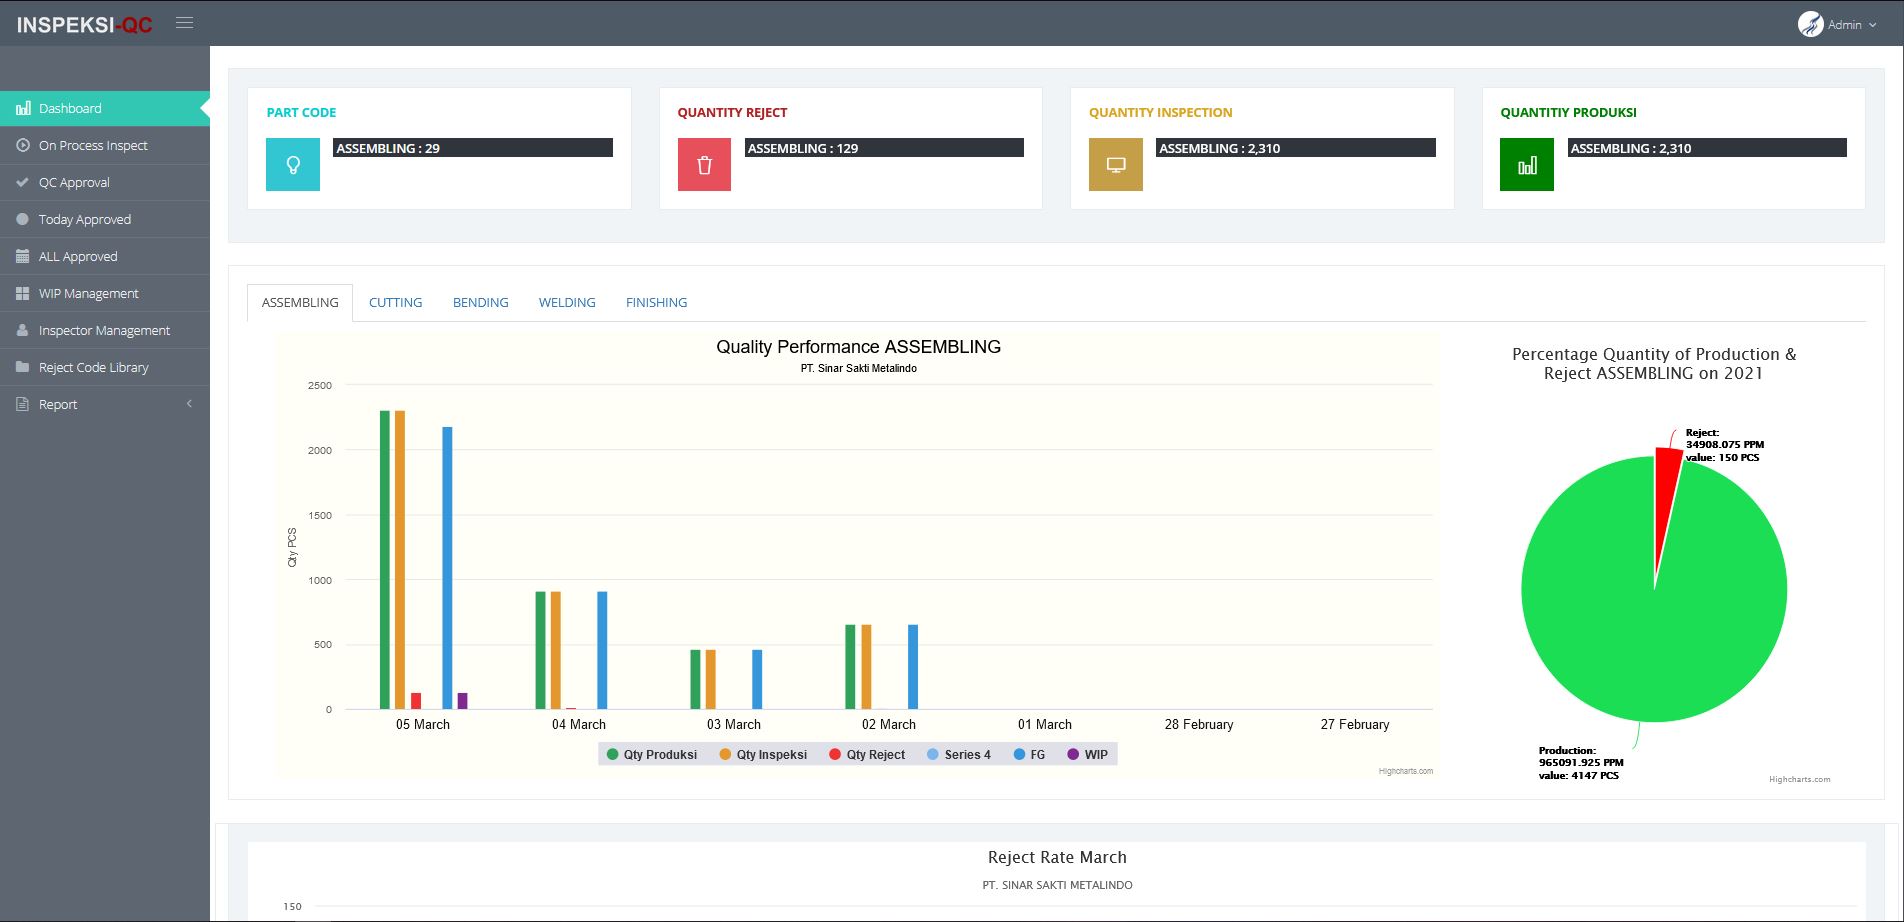 INSPEKSI-QC
Admin
Dashboard
On Process Inspect
QC Approval
Today Approved
ALL Approved
WIP Management
Inspector Management
Reject Code Library
Report
PART CODE
ASSEMBLING : 29
QUANTITY REJECT
ASSEMBLING : 129
QUANTITY INSPECTION
ASSEMBLING : 2,310
QUANTITIY PRODUKSI
ASSEMBLING : 2,310
ASSEMBLING CUTTING BENDING WELDING FINISHING
Quality Performance ASSEMBLING
PT. Sinar Sakti Metalindo
Qty PCS
2500
2000
1500
1000
500
0
05 March 04 March 03 March 02 March 01 March 28 February 27 February
Qty Produksi Qty Inspeksi Qty Reject Series 4 FG WIP
Highcharts.com
Percentage Quantity of Production &
Reject ASSEMBLING on 2021
Reject:
34908.075 PPM
value: 150 PCS
Production:
965091.925 PPM
value: 4147 PCS
Highcharts.com
Reject Rate March
PT. SINAR SAKTI METALINDO
150